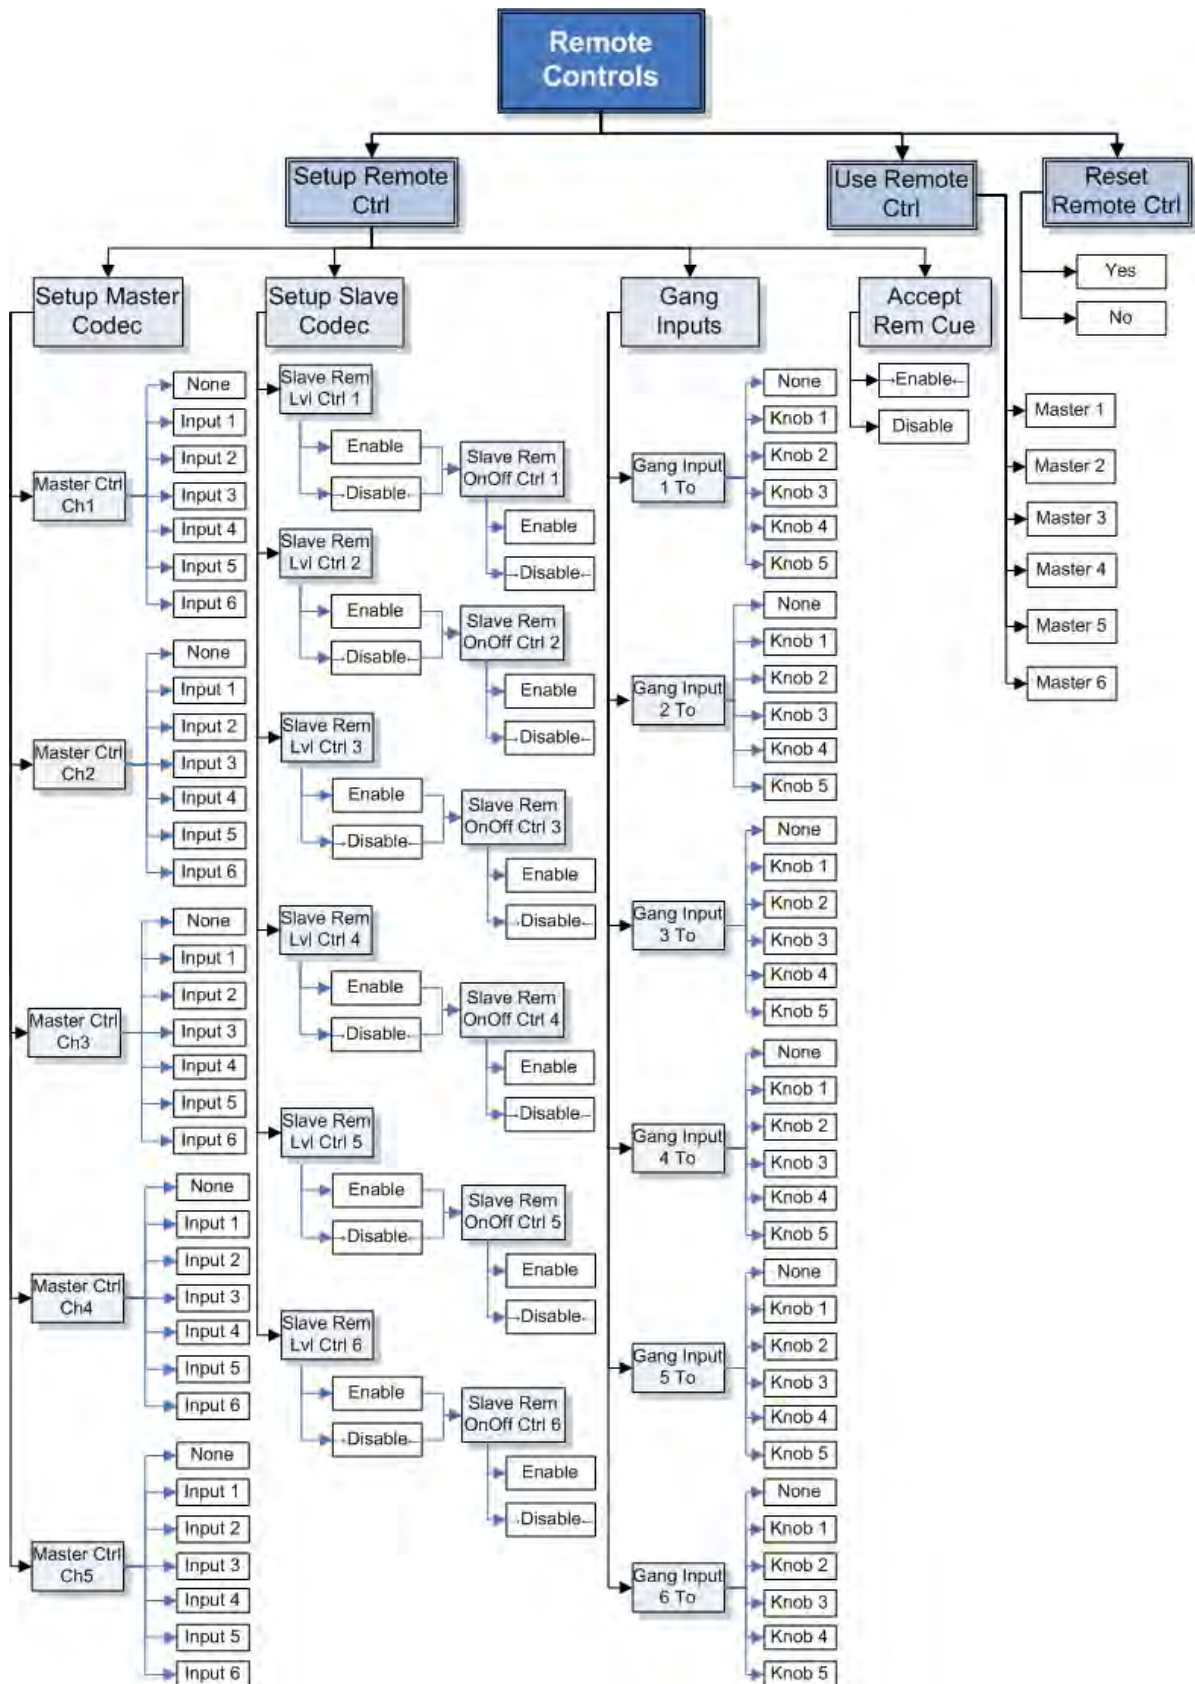 Remote
Controls
Setup Remote
Ctrl
Use Remote
Ctrl
Reset
Remote Ctrl
Yes
No
Setup Master
Codec
Setup Slave
Codec
Gang
Inputs
Accept
Rem Cue
→Enable←
Disable
Master 1
Master 2
Master 3
Master 4
Master 5
Master 6
Master Ctrl
Ch1
None
Input 1
Input 2
Input 3
Input 4
Input 5
Input 6
Master Ctrl
Ch2
None
Input 1
Input 2
Input 3
Input 4
Input 5
Input 6
Master Ctrl
Ch3
None
Input 1
Input 2
Input 3
Input 4
Input 5
Input 6
Master Ctrl
Ch4
None
Input 1
Input 2
Input 3
Input 4
Input 5
Input 6
Master Ctrl
Ch5
None
Input 1
Input 2
Input 3
Input 4
Input 5
Input 6
Slave Rem
Lvl Ctrl 1
Enable
→Disable←
Slave Rem
OnOff Ctrl 1
Enable
→Disable←
Slave Rem
Lvl Ctrl 2
Enable
→Disable←
Slave Rem
OnOff Ctrl 2
Enable
→Disable←
Slave Rem
Lvl Ctrl 3
Enable
→Disable←
Slave Rem
OnOff Ctrl 3
Enable
→Disable←
Slave Rem
Lvl Ctrl 4
Enable
→Disable←
Slave Rem
OnOff Ctrl 4
Enable
→Disable←
Slave Rem
Lvl Ctrl 5
Enable
→Disable←
Slave Rem
OnOff Ctrl 5
Enable
→Disable←
Slave Rem
Lvl Ctrl 6
Enable
→Disable←
Slave Rem
OnOff Ctrl 6
Enable
→Disable←
Gang Input
1 To
None
Knob 1
Knob 2
Knob 3
Knob 4
Knob 5
Gang Input
2 To
None
Knob 1
Knob 2
Knob 3
Knob 4
Knob 5
Gang Input
3 To
None
Knob 1
Knob 2
Knob 3
Knob 4
Knob 5
Gang Input
4 To
None
Knob 1
Knob 2
Knob 3
Knob 4
Knob 5
Gang Input
5 To
None
Knob 1
Knob 2
Knob 3
Knob 4
Knob 5
Gang Input
6 To
None
Knob 1
Knob 2
Knob 3
Knob 4
Knob 5